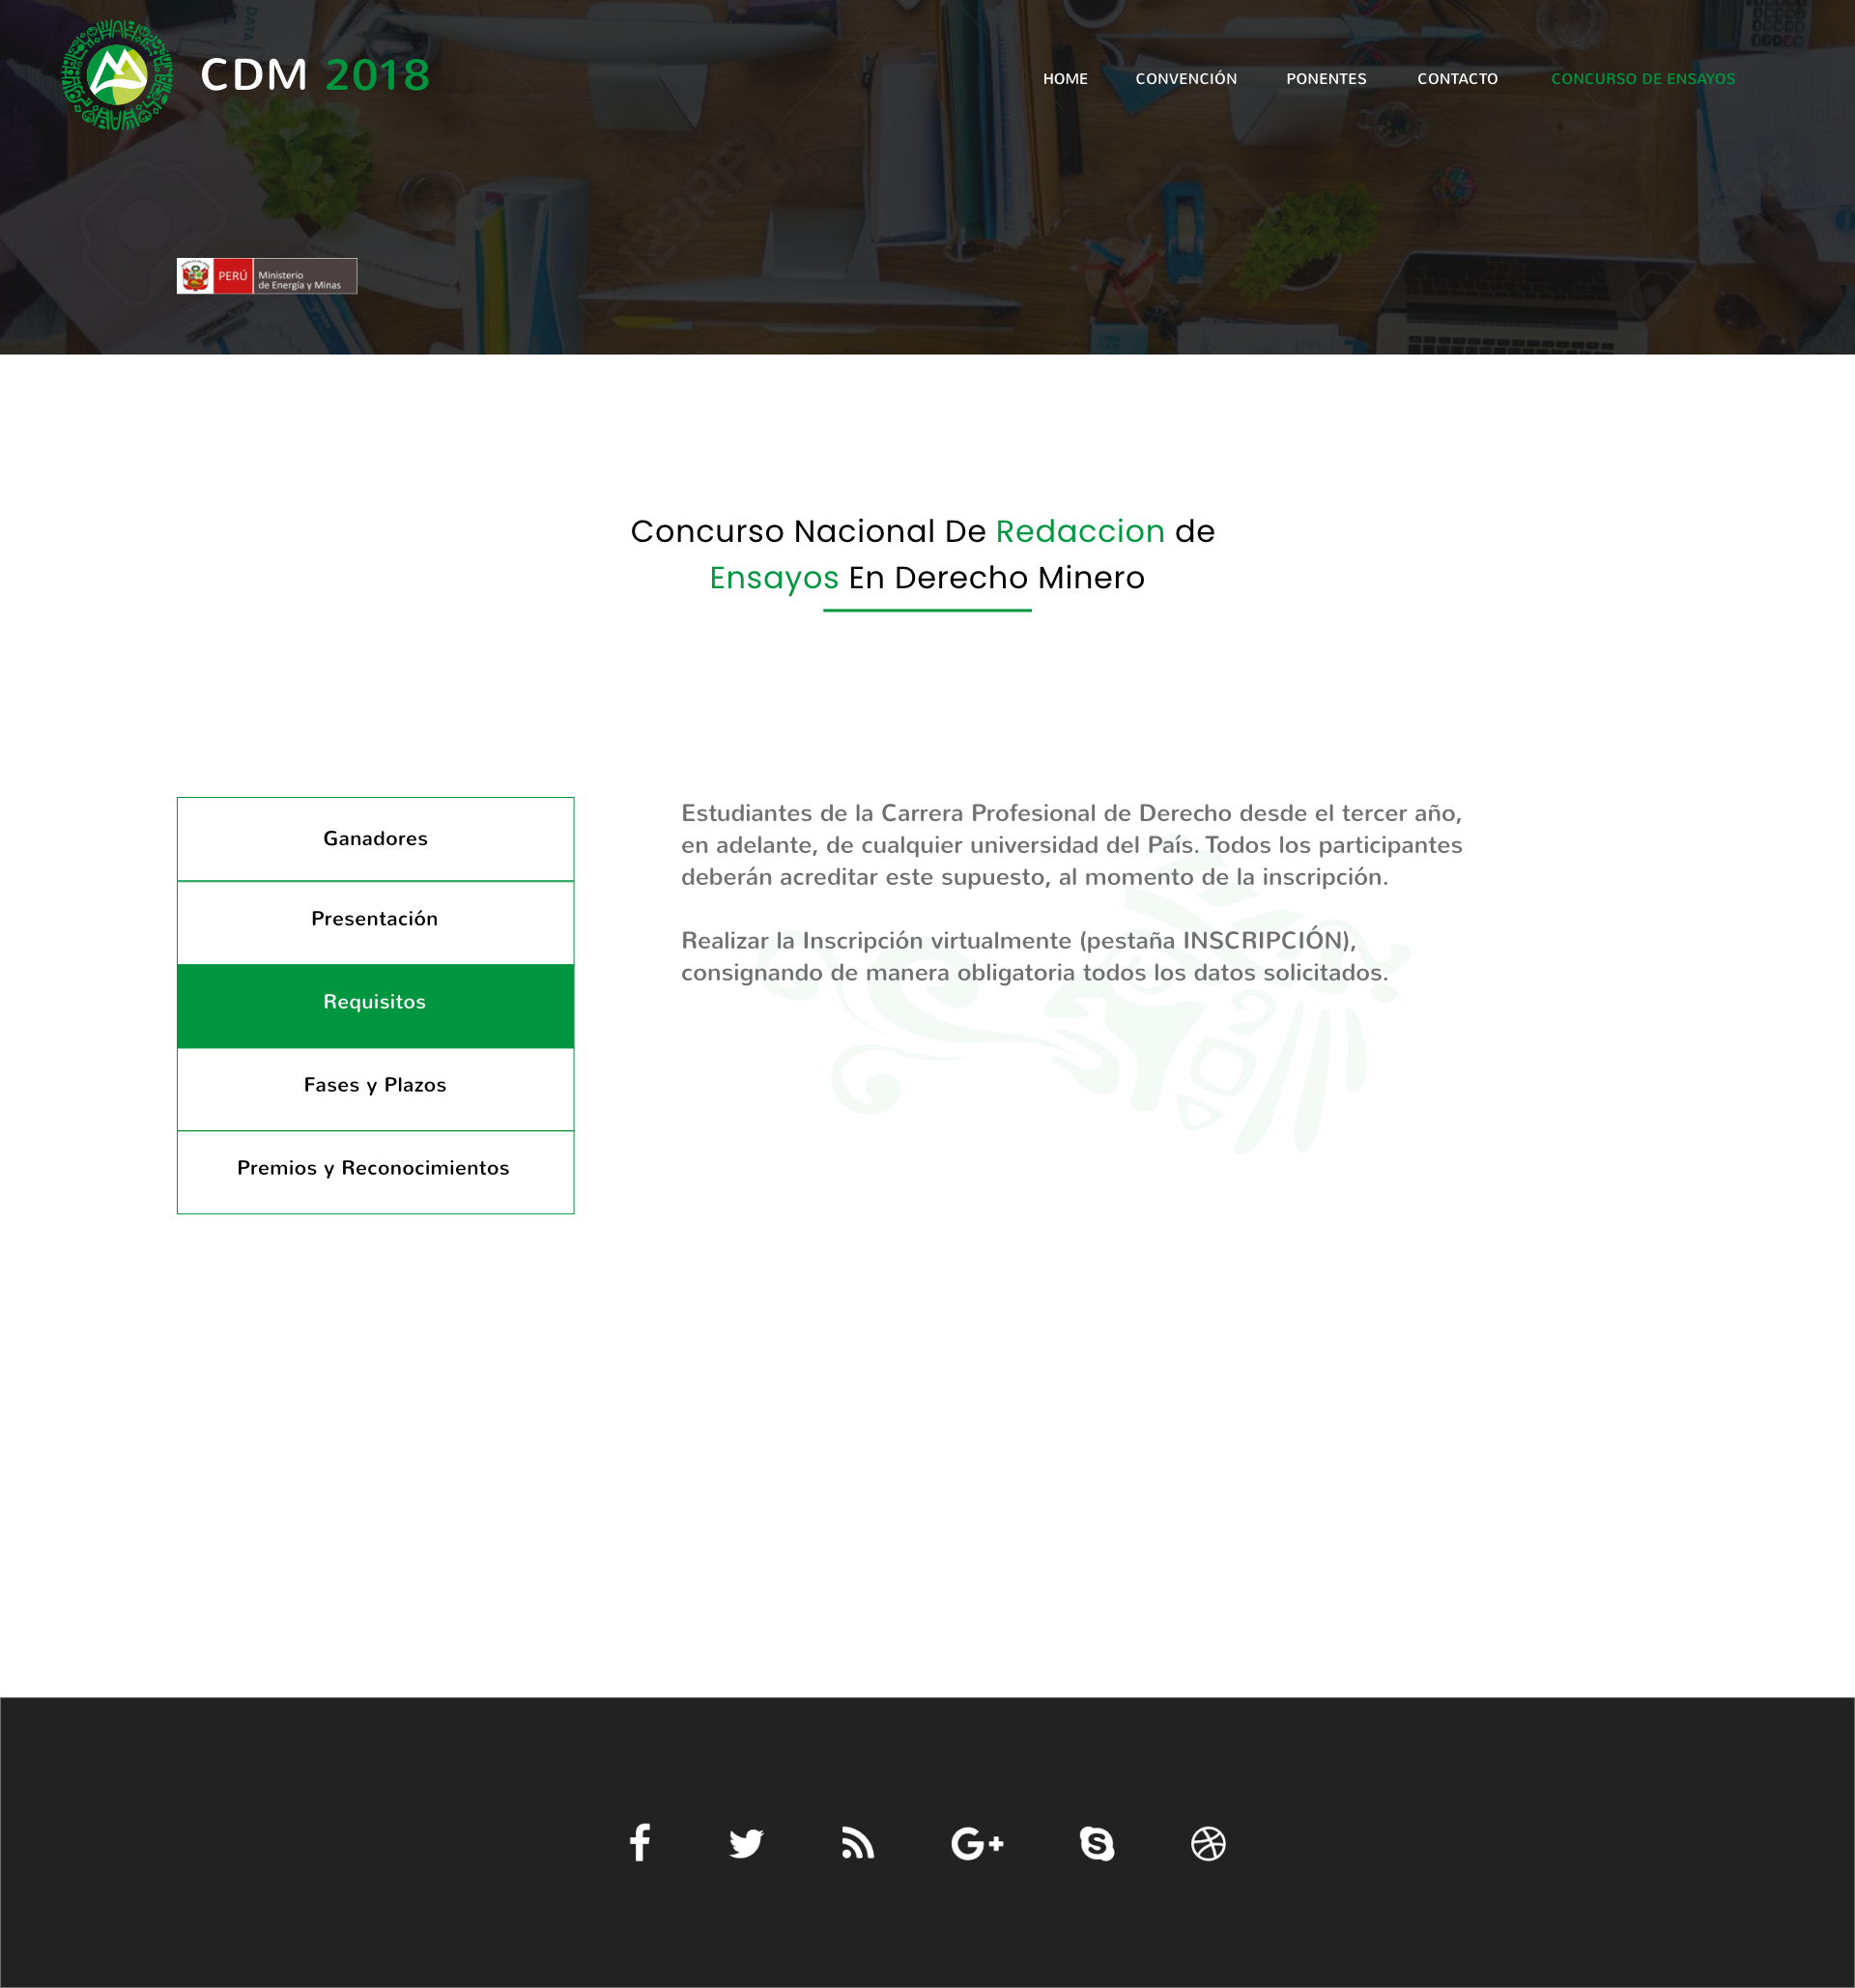 CDM 2018
HOME
CONVENCIÓN
PONENTES
CONTACTO
CONCURSO DE ENSAYOS
DATA
123RF
PERÚ
Ministerio
de Energía y Minas
Concurso Nacional De Redaccion de
Ensayos En Derecho Minero
Ganadores
Presentación
Requisitos
Fases y Plazos
Premios y Reconocimientos
Estudiantes de la Carrera Profesional de Derecho desde el tercer año,
en adelante, de cualquier universidad del País. Todos los participantes
deberán acreditar este supuesto, al momento de la inscripción.
Realizar la Inscripción virtualmente (pestaña INSCRIPCIÓN),
consignando de manera obligatoria todos los datos solicitados.